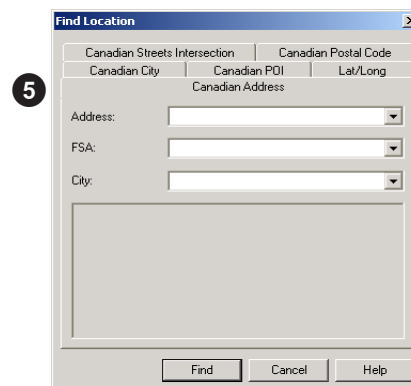 Find Location
Canadian Streets Intersection Canadian Postal Code
Canadian City Canadian POI Lat/Long
Canadian Address
5
Address:
FSA:
City:
Find Cancel Help